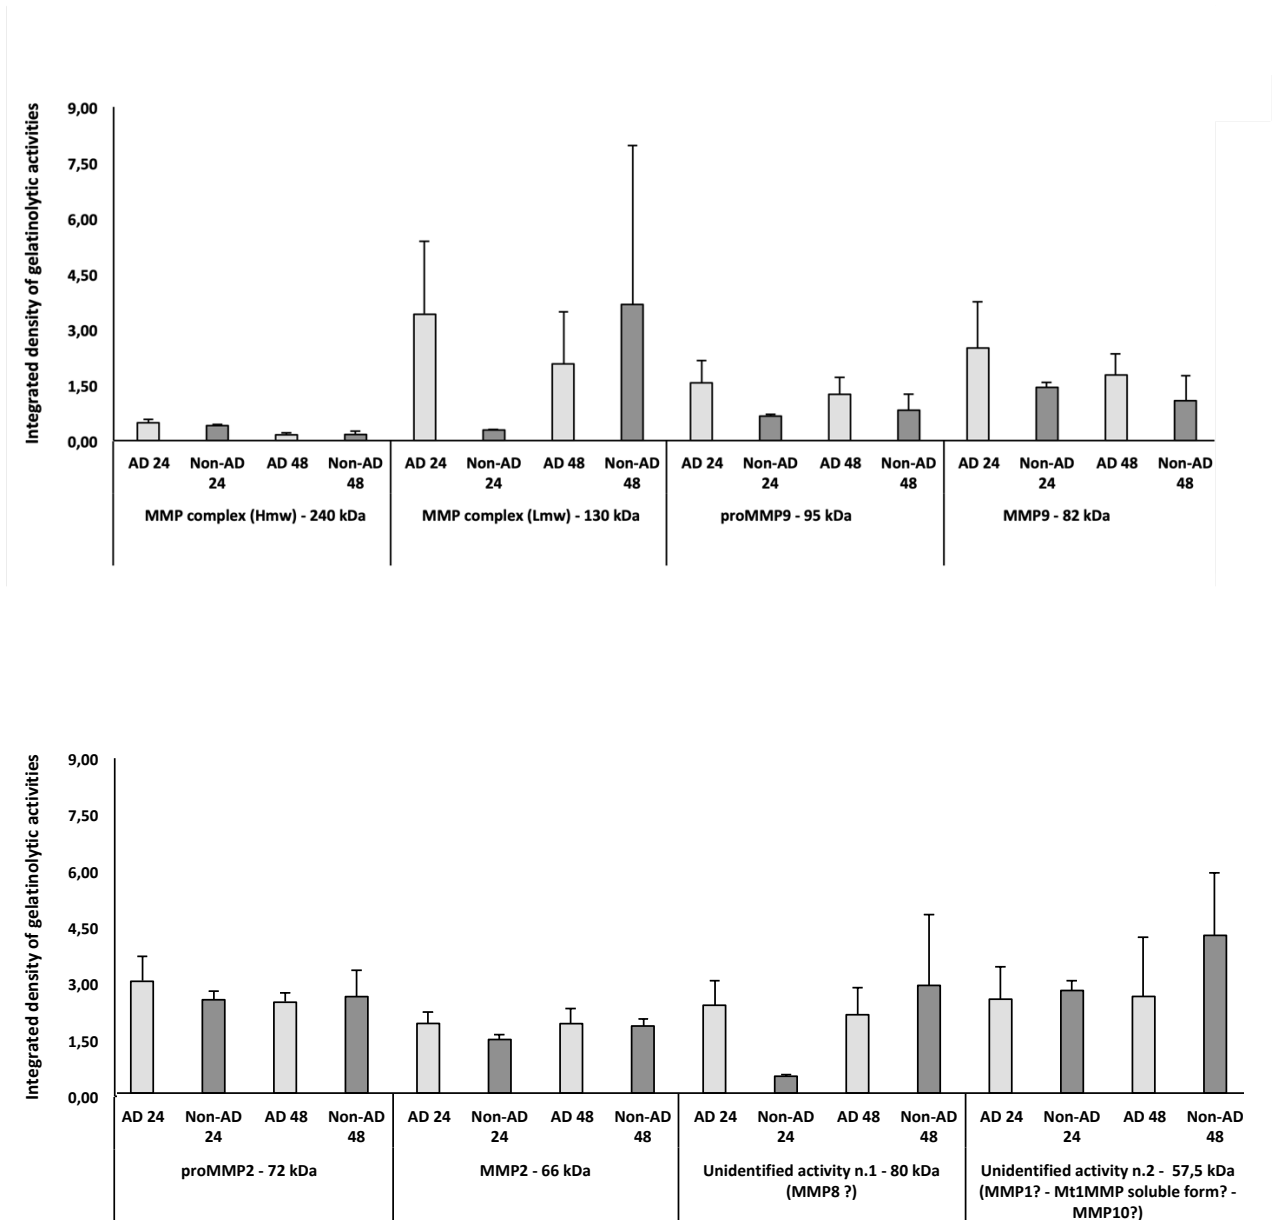 Integrated density of gelatinolytic activities
9,00
7,50
6,00
4,50
3,00
1,50
0,00
AD 24 Non-AD AD 48 Non-AD AD 24 Non-AD AD 48 Non-AD AD 24 Non-AD AD 48 Non-AD AD 24 Non-AD AD 48 Non-AD
24 48 24 48 24 48 24 48
MMP complex (Hmw) - 240 kDa MMP complex (Lmw) - 130 kDa proMMP9 - 95 kDa MMP9 - 82 kDa
Integrated density of gelatinolytic activities
9,00
7,50
6,00
4,50
3,00
1,50
0,00
AD 24 Non-AD AD 48 Non-AD AD 24 Non-AD AD 48 Non-AD AD 24 Non-AD AD 48 Non-AD AD 24 Non-AD AD 48 Non-AD
24 48 24 48 24 48 24 48
proMMP2 - 72 kDa MMP2 - 66 kDa Unidentified activity n.1 - 80 kDa Unidentified activity n.2 - 57,5 kDa
(MMP8 ?) (MMP1? - Mt1MMP soluble form? -
MMP10?)